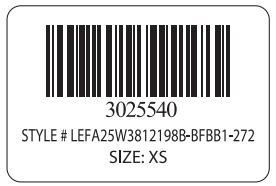 3025540
STYLE # LEFA25W3812198B-BFBB1-272
SIZE: XS